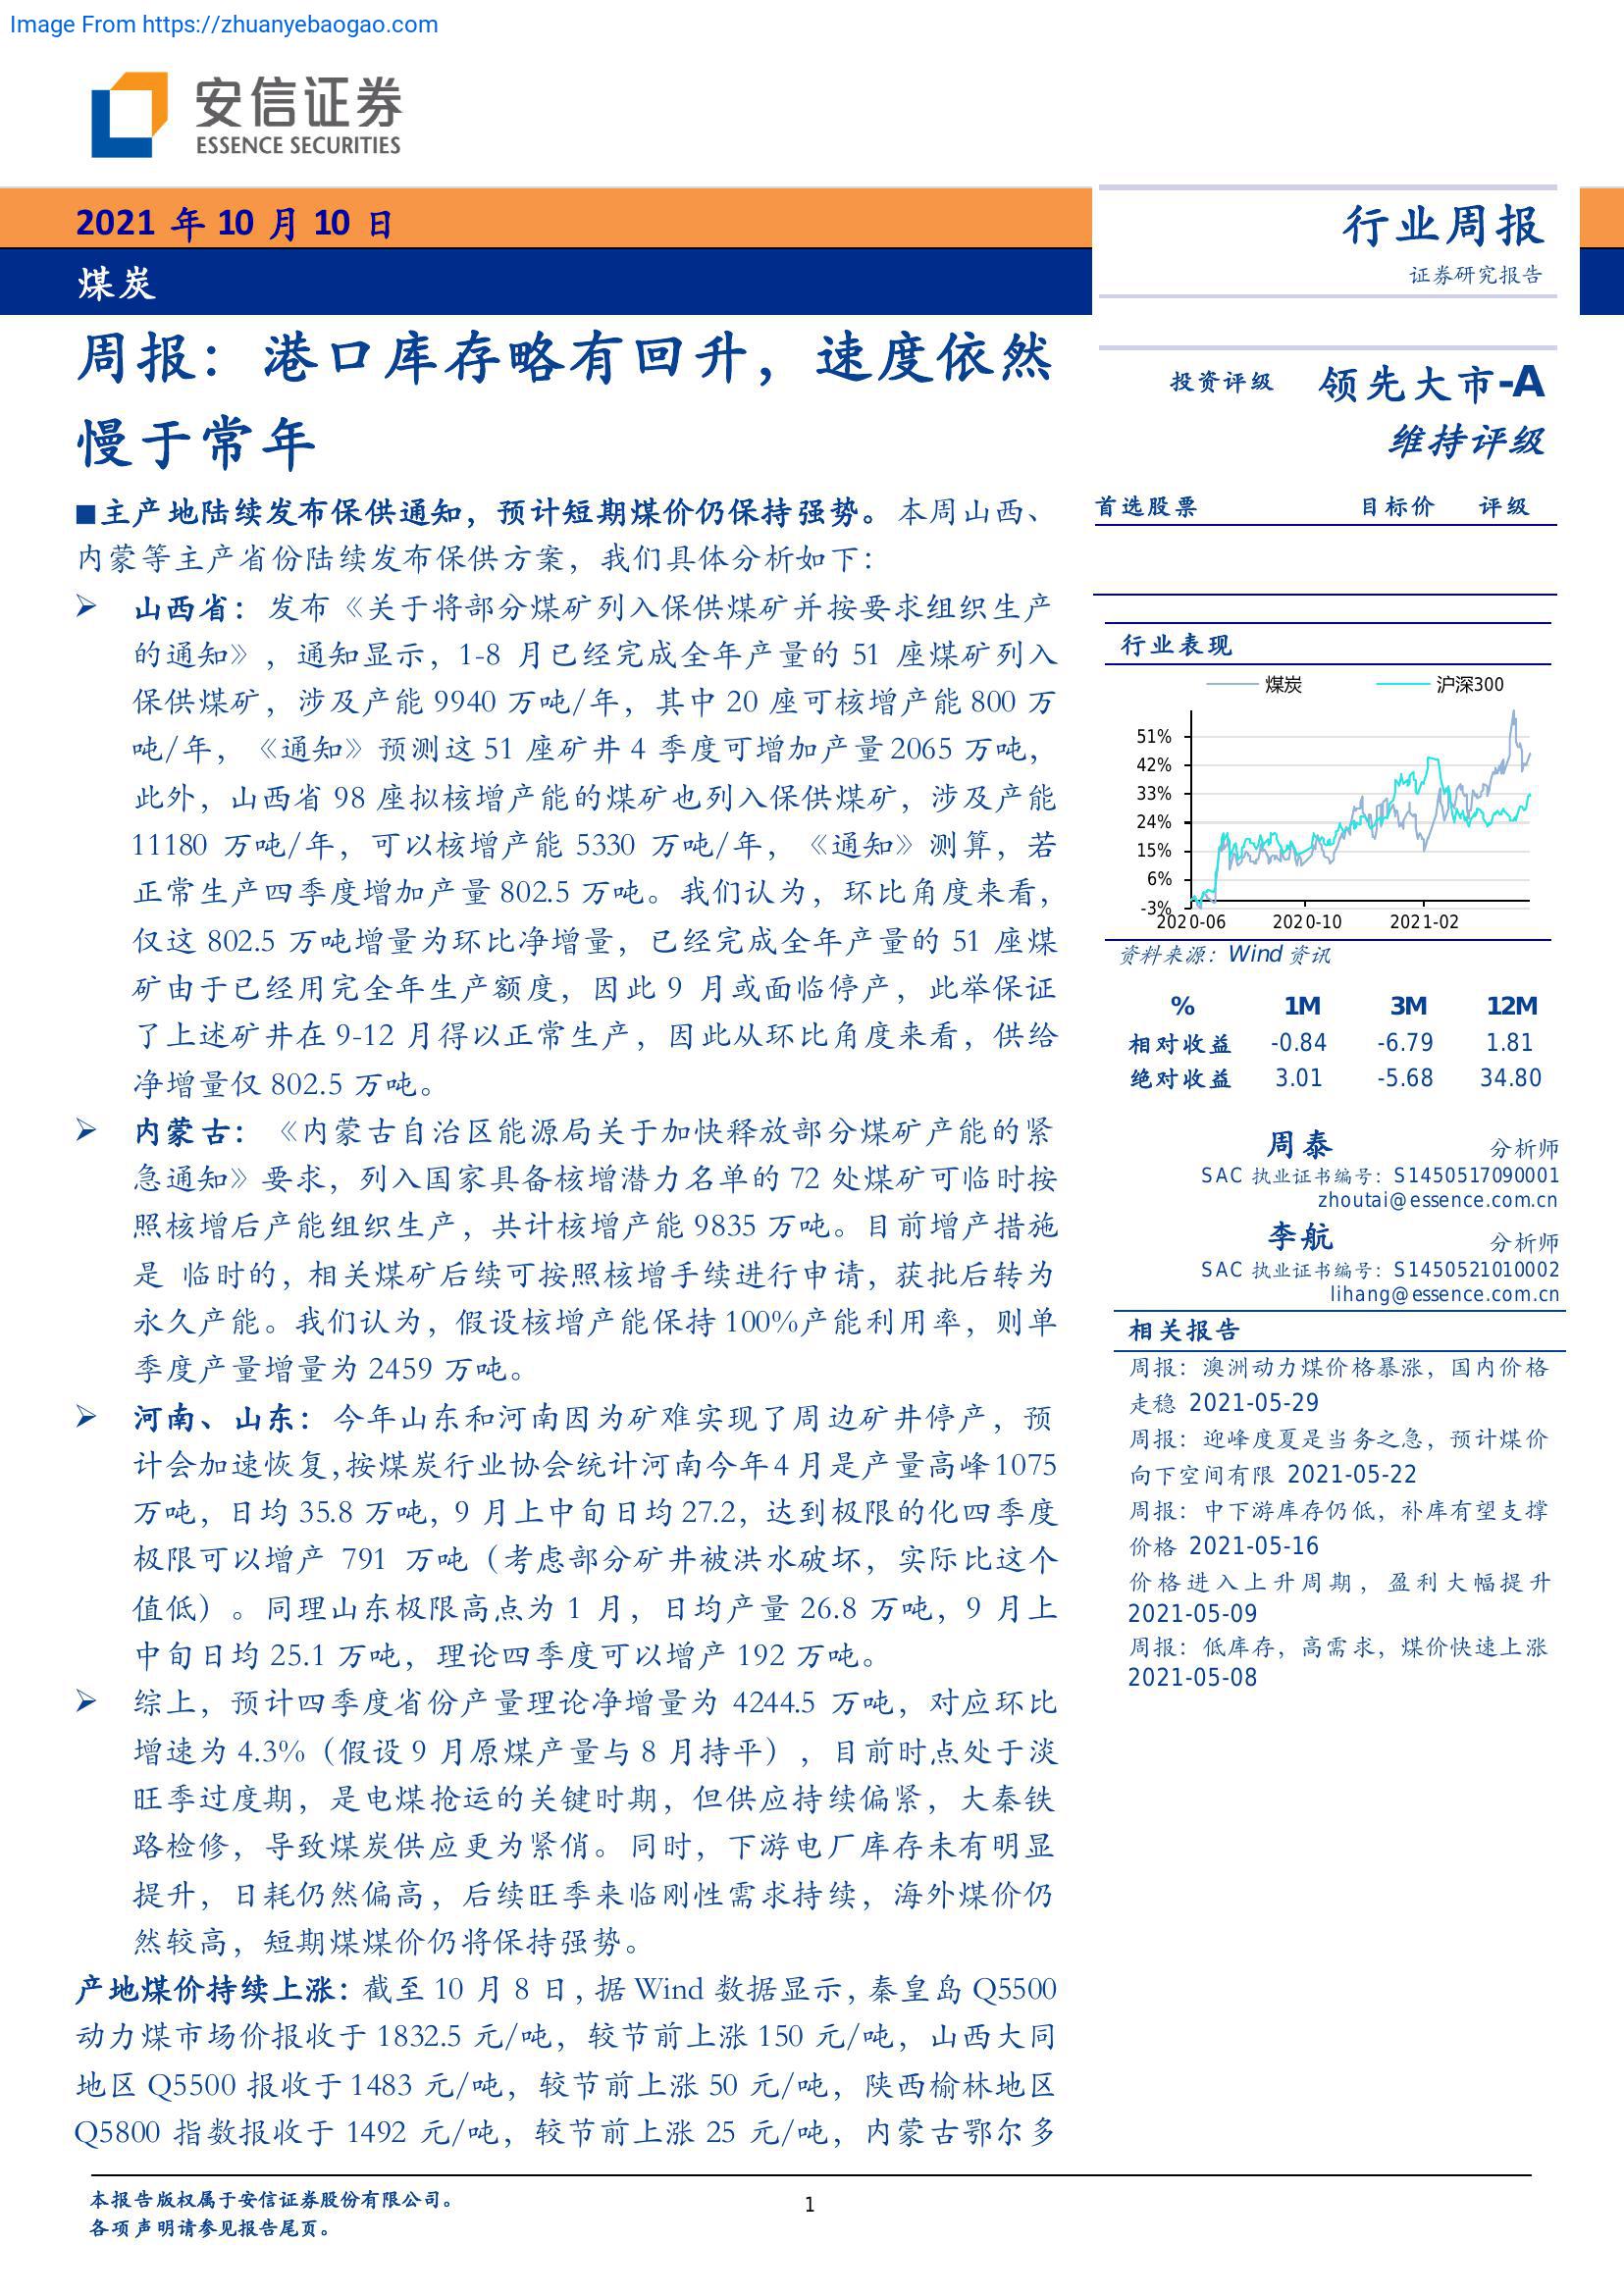 Image From https://zhuanyebaogao.com
安信证券
ESSENCE SECURITIES
2021 年 10 月 10 日
煤炭
行业周报
证券研究报告
周报：港口库存略有回升，速度依然
慢于常年
■主产地陆续发布保供通知，预计短期煤价仍保持强势。本周山西、
内蒙等主产省份陆续发布保供方案，我们具体分析如下：
➢ 山西省：发布《关于将部分煤矿列入保供煤矿并按要求组织生产
的通知》，通知显示，1-8 月已经完成全年产量的 51 座煤矿列入
保供煤矿，涉及产能 9940 万吨/年，其中 20 座可核增产能 800 万
吨/年，《通知》预测这 51 座矿井 4 季度可增加产量 2065 万吨，
此外，山西省 98 座拟核增产能的煤矿也列入保供煤矿，涉及产能
11180 万吨/年，可以核增产能 5330 万吨/年，《通知》测算，若
正常生产四季度增加产量 802.5 万吨。我们认为，环比角度来看，
仅这 802.5 万吨增量为环比净增量，已经完成全年产量的 51 座煤
矿由于已经用完全年生产额度，因此 9 月或面临停产，此举保证
了上述矿井在 9-12 月得以正常生产，因此从环比角度来看，供给
净增量仅 802.5 万吨。
➢ 内蒙古：《内蒙古自治区能源局关于加快释放部分煤矿产能的紧
急通知》要求，列入国家具备核增潜力名单的 72 处煤矿可临时按
照核增后产能组织生产，共计核增产能 9835 万吨。目前增产措施
是 临时的，相关煤矿后续可按照核增手续进行申请，获批后转为
永久产能。我们认为，假设核增产能保持 100%产能利用率，则单
季度产量增量为 2459 万吨。
➢ 河南、山东：今年山东和河南因为矿难实现了周边矿井停产，预
计会加速恢复,按煤炭行业协会统计河南今年 4 月是产量高峰 1075
万吨，日均 35.8 万吨，9 月上中旬日均 27.2，达到极限的化四季度
极限可以增产 791 万吨（考虑部分矿井被洪水破坏，实际比这个
值低）。同理山东极限高点为 1 月，日均产量 26.8 万吨，9 月上
中旬日均 25.1 万吨，理论四季度可以增产 192 万吨。
➢ 综上，预计四季度省份产量理论净增量为 4244.5 万吨，对应环比
增速为 4.3%（假设 9 月原煤产量与 8 月持平），目前时点处于淡
旺季过度期，是电煤抢运的关键时期，但供应持续偏紧，大秦铁
路检修，导致煤炭供应更为紧俏。同时，下游电厂库存未有明显
提升，日耗仍然偏高，后续旺季来临刚性需求持续，海外煤价仍
然较高，短期煤煤价仍将保持强势。
产地煤价持续上涨：截至 10 月 8 日，据 Wind 数据显示，秦皇岛 Q5500
动力煤市场价报收于 1832.5 元/吨，较节前上涨 150 元/吨，山西大同
地区 Q5500 报收于 1483 元/吨，较节前上涨 50 元/吨，陕西榆林地区
Q5800 指数报收于 1492 元/吨，较节前上涨 25 元/吨，内蒙古鄂尔多
投资评级 领先大市-A
维持评级
首选股票 目标价 评级
行业表现
煤炭 沪深300
51%
42%
33%
24%
15%
6%
-3%
2020-06 2020-10 2021-02
资料来源：Wind 资讯
% 1M 3M 12M
相对收益 -0.84 -6.79 1.81
绝对收益 3.01 -5.68 34.80
周泰 分析师
SAC 执业证书编号：S1450517090001
zhoutai@essence.com.cn
李航 分析师
SAC 执业证书编号：S1450521010002
lihang@essence.com.cn
相关报告
周报：澳洲动力煤价格暴涨，国内价格
走稳 2021-05-29
周报：迎峰度夏是当务之急，预计煤价
向下空间有限 2021-05-22
周报：中下游库存仍低，补库有望支撑
价格 2021-05-16
价格进入上升周期，盈利大幅提升
2021-05-09
周报：低库存，高需求，煤价快速上涨
2021-05-08
本报告版权属于安信证券股份有限公司。
各项声明请参见报告尾页。
1